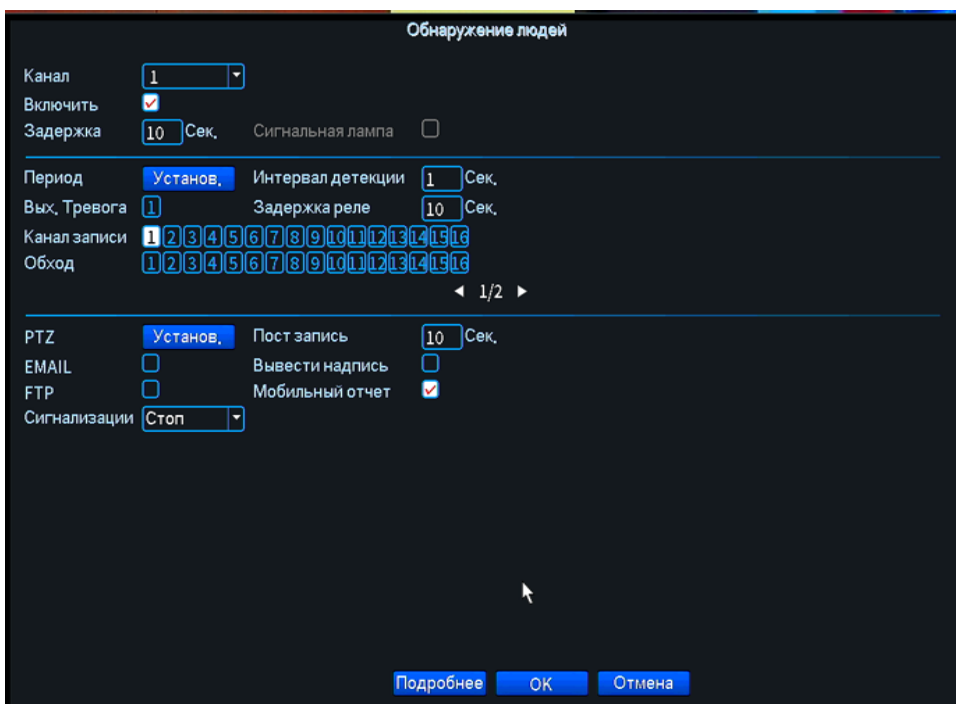 Обнаружение людей
Канал 1
Включить
Задержка 10 Сек. Сигнальная лампа
Период Установ. Интервал детекции 1 Сек.
Вых. Тревога 1 Задержка реле 10 Сек.
Канал записи 1 2 3 4 5 6 7 8 9 10 11 12 13 14 15 16
Обход 1 2 3 4 5 6 7 8 9 10 11 12 13 14 15 16
1/2
PTZ Установ. Пост запись 10 Сек.
EMAIL Вывести надпись
FTP Мобильный отчет
Сигнализации Стоп
Подробнее OK Отмена